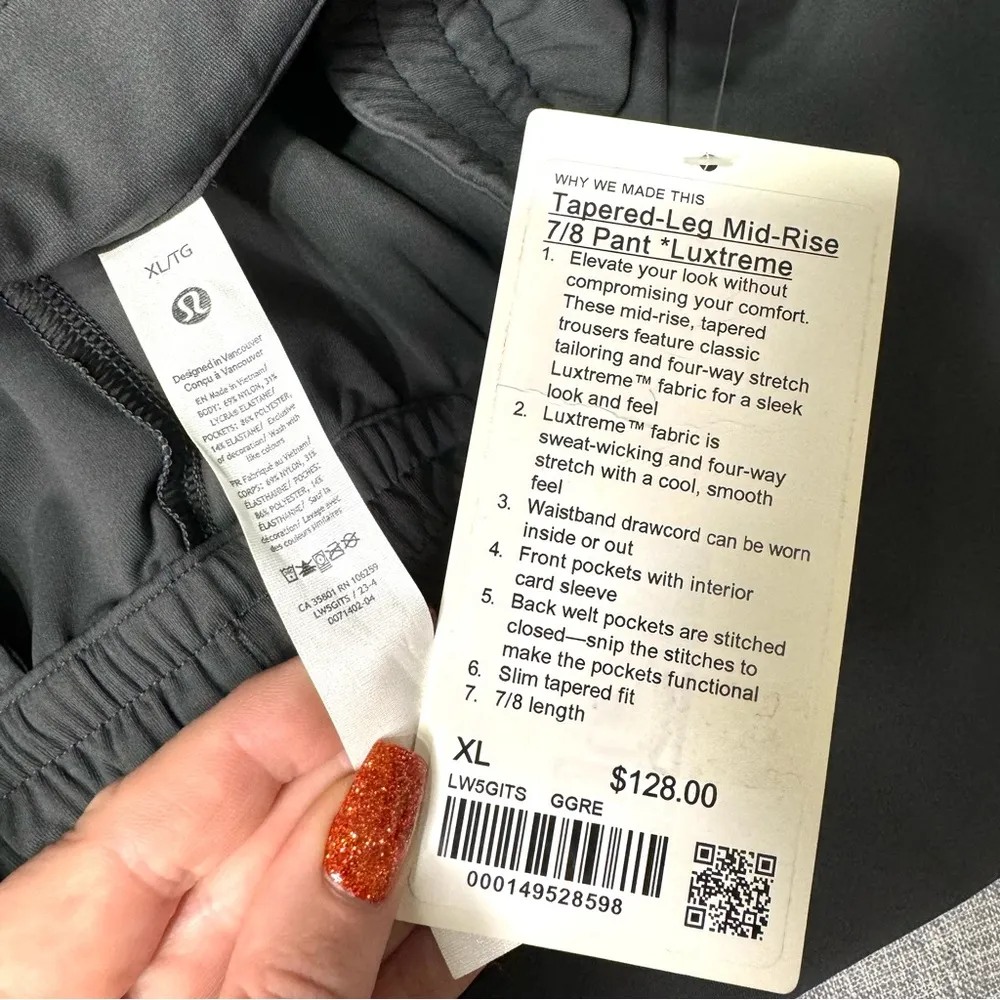 XL/TG
Designed in Vancouver
Conçu à Vancouver
EN Made in Vietnam/
BODY: 69% NYLON, 31%
LYCRA® ELASTANE/
POCKETS: 86% POLYESTER,
14% ELASTANE/ Exclusive
of decoration/ Wash with
like colours
FR Fabriqué au Vietnam/
CORPS: 69% NYLON, 31%
ÉLASTHANNE/ POCHES:
86% POLYESTER, 14%
ÉLASTHANNE/ Sauf la
décoration/ Lavage avec
des couleurs similaires
CA 35801 RN 106259
LW5GITS / 23-4
0071402-04
WHY WE MADE THIS
Tapered-Leg Mid-Rise
7/8 Pant *Luxtreme
1. Elevate your look without
compromising your comfort.
These mid-rise, tapered
trousers feature classic
tailoring and four-way stretch
Luxtreme™ fabric for a sleek
look and feel
2. Luxtreme™ fabric is
sweat-wicking and four-way
stretch with a cool, smooth
feel
3. Waistband drawcord can be worn
inside or out
4. Front pockets with interior
card sleeve
5. Back welt pockets are stitched
closed—snip the stitches to
make the pockets functional
6. Slim tapered fit
7. 7/8 length
XL
$128.00
LW5GITS GGRE
000149528598